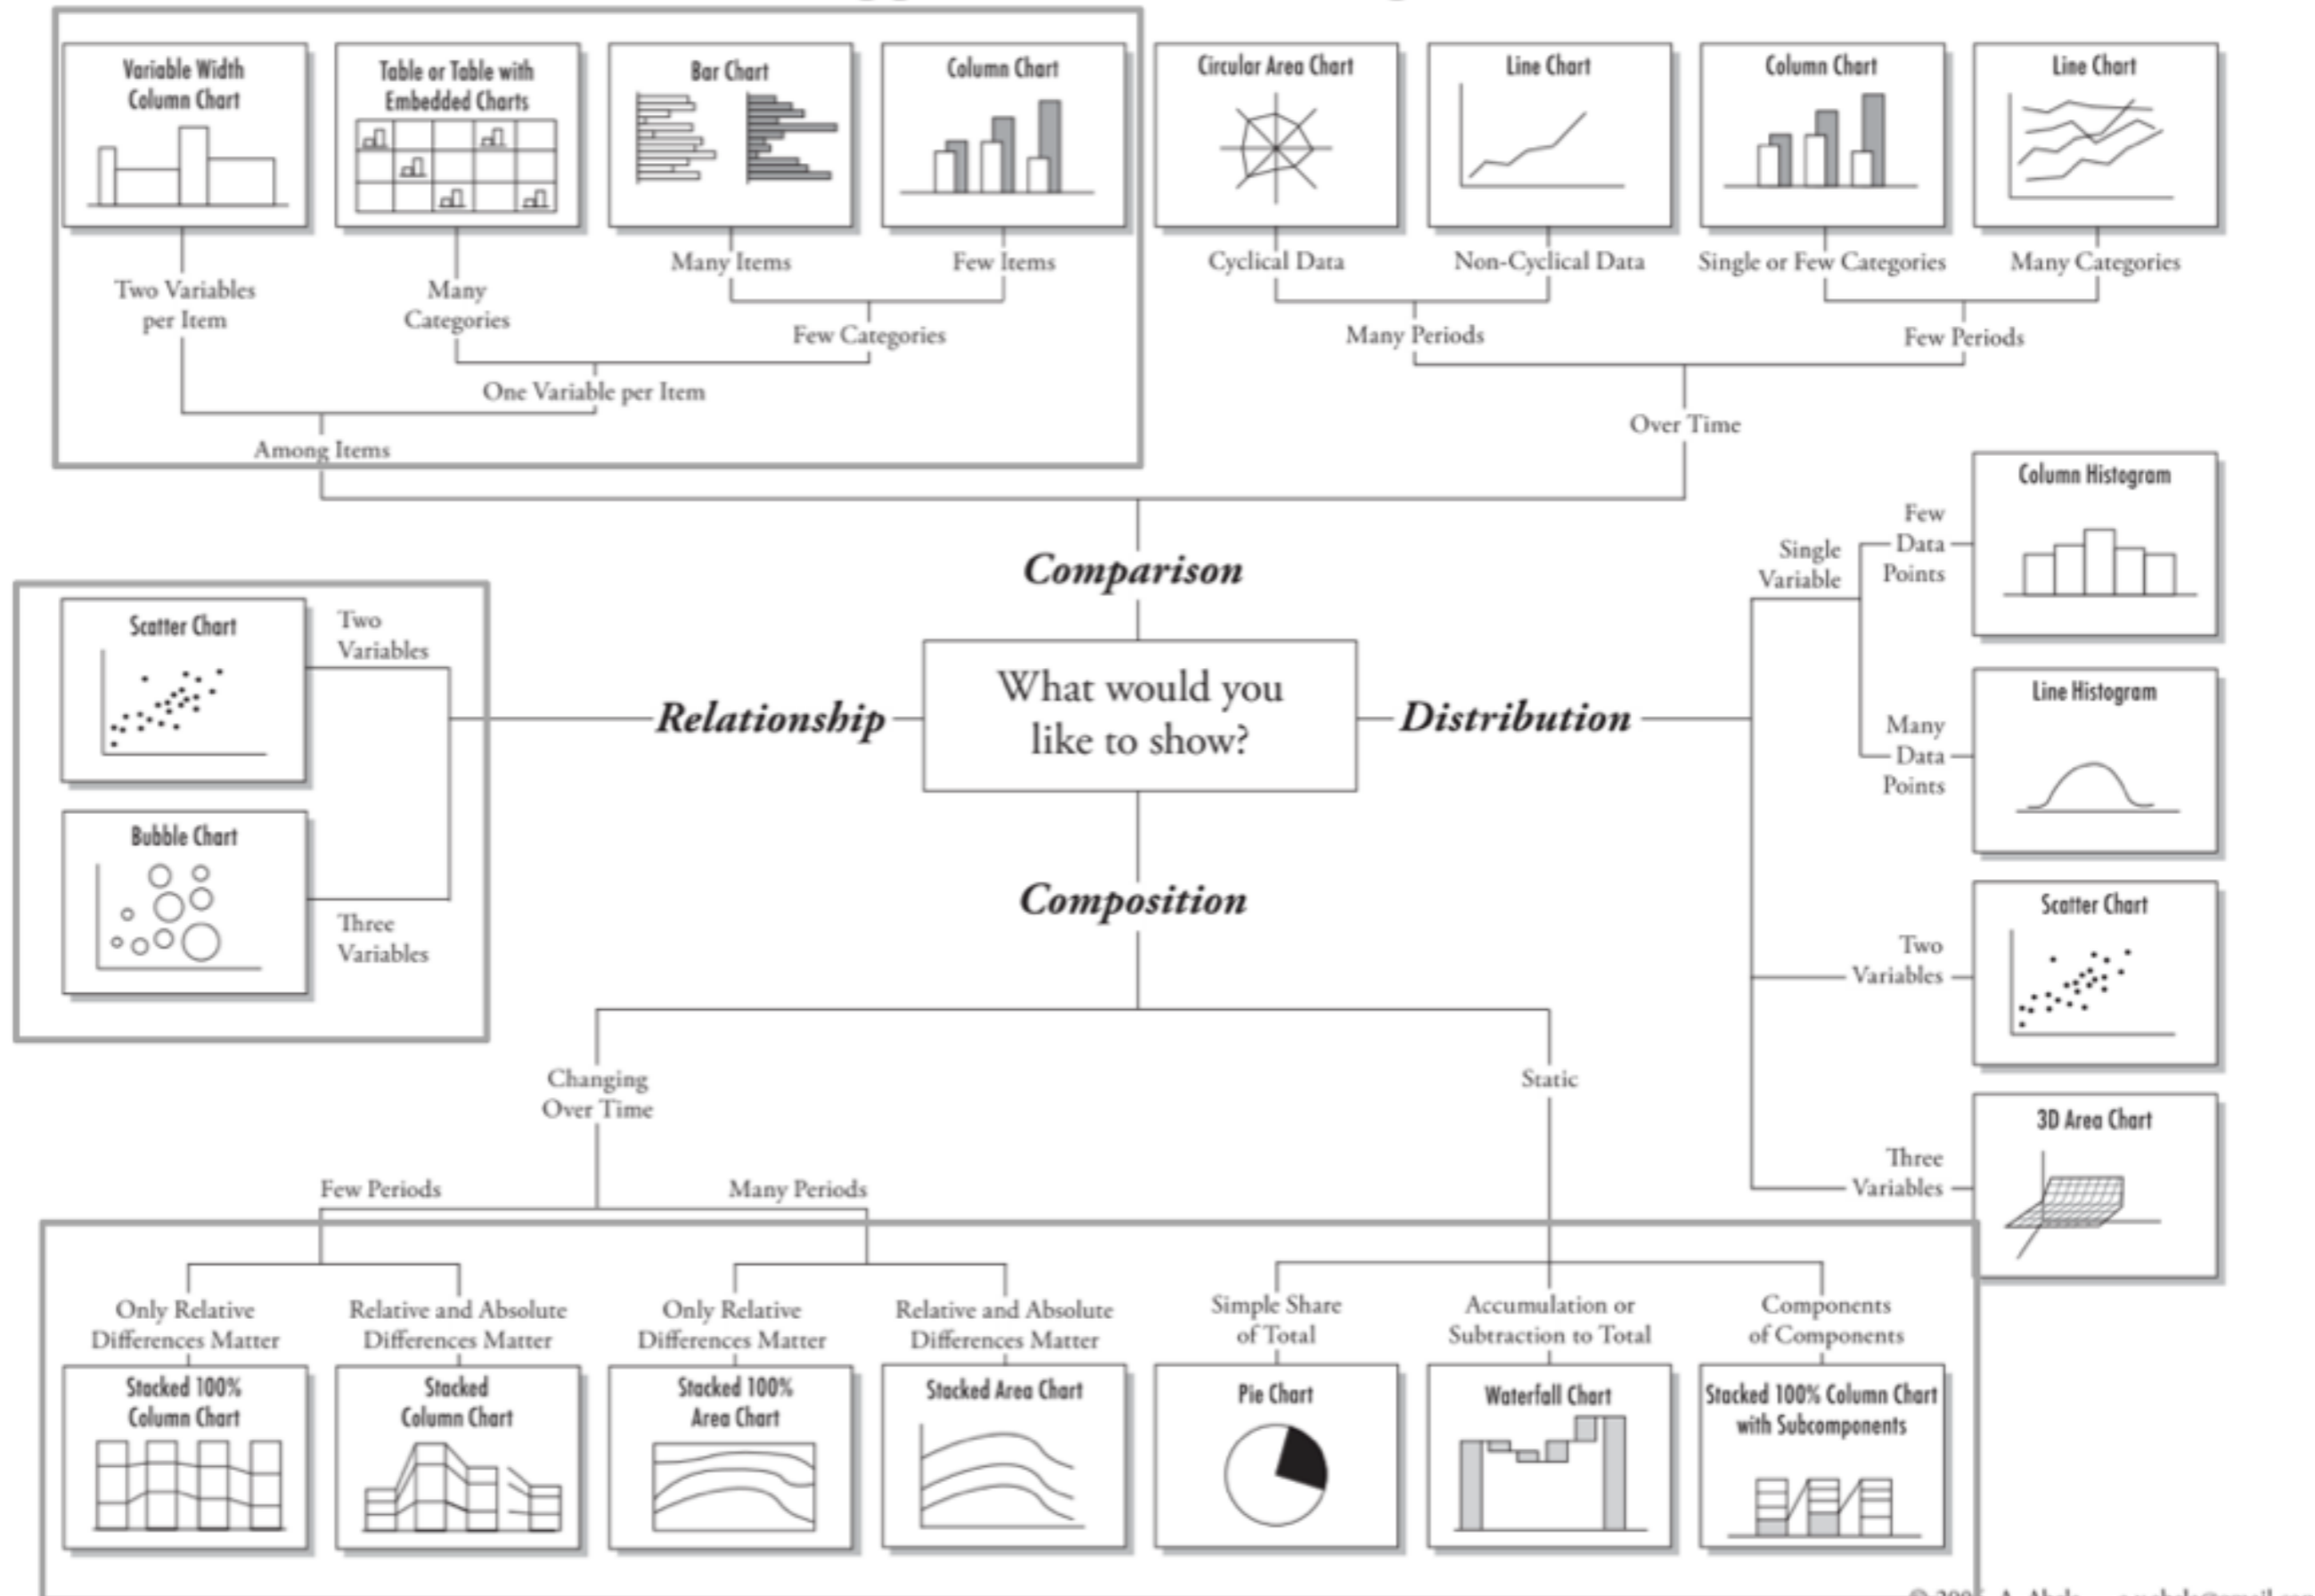 Variable Width
Column Chart
Table or Table with
Embedded Charts
Bar Chart
Column Chart
Circular Area Chart
Line Chart
Column Chart
Line Chart
Two Variables
per Item
Many
Categories
Many Items
Few Items
Cyclical Data
Non-Cyclical Data
Single or Few Categories
Many Categories
Few Categories
Many Periods
Few Periods
One Variable per Item
Among Items
Over Time
Comparison
What would you
like to show?
Relationship
Two
Variables
Scatter Chart
Three
Variables
Bubble Chart
Distribution
Single
Variable
Few
Data
Points
Column Histogram
Many
Data
Points
Line Histogram
Two
Variables
Scatter Chart
Three
Variables
3D Area Chart
Composition
Changing
Over Time
Static
Few Periods
Many Periods
Only Relative
Differences Matter
Relative and Absolute
Differences Matter
Only Relative
Differences Matter
Relative and Absolute
Differences Matter
Simple Share
of Total
Accumulation or
Subtraction to Total
Components
of Components
Stacked 100%
Column Chart
Stacked
Column Chart
Stacked 100%
Area Chart
Stacked Area Chart
Pie Chart
Waterfall Chart
Stacked 100% Column Chart
with Subcomponents